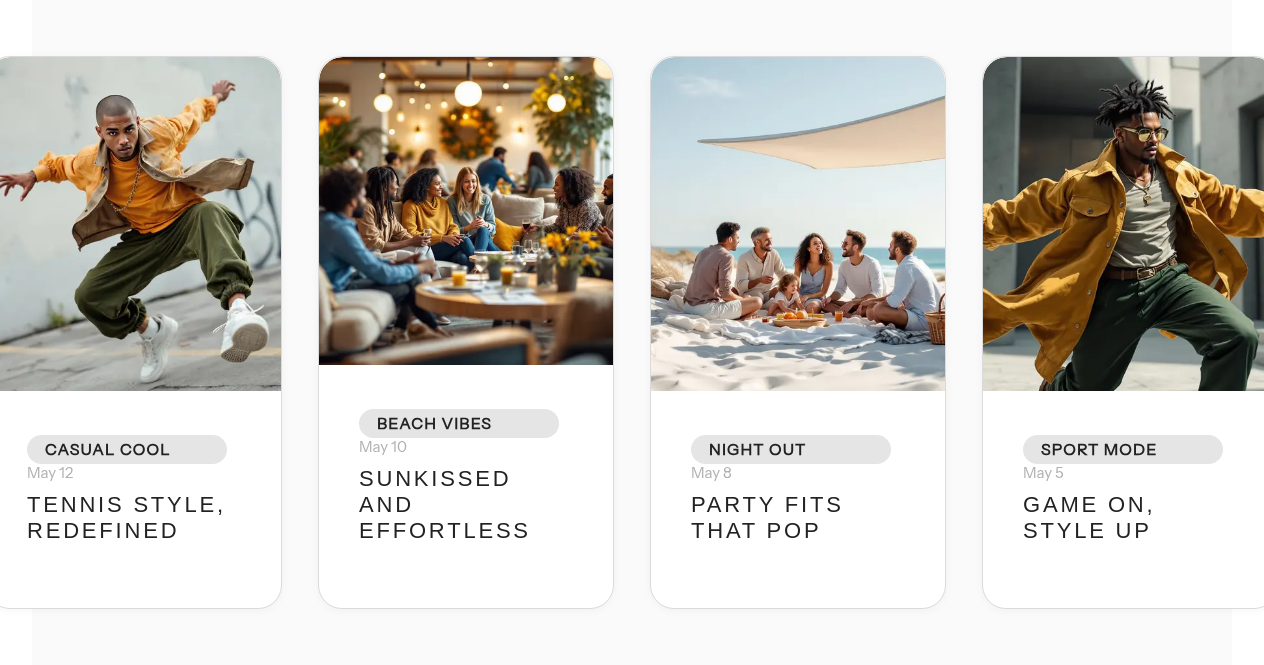 CASUAL COOL
May 12
TENNIS STYLE,
REDEFINED
BEACH VIBES
May 10
SUNKISSED
AND
EFFORTLESS
NIGHT OUT
May 8
PARTY FITS
THAT POP
SPORT MODE
May 5
GAME ON,
STYLE UP